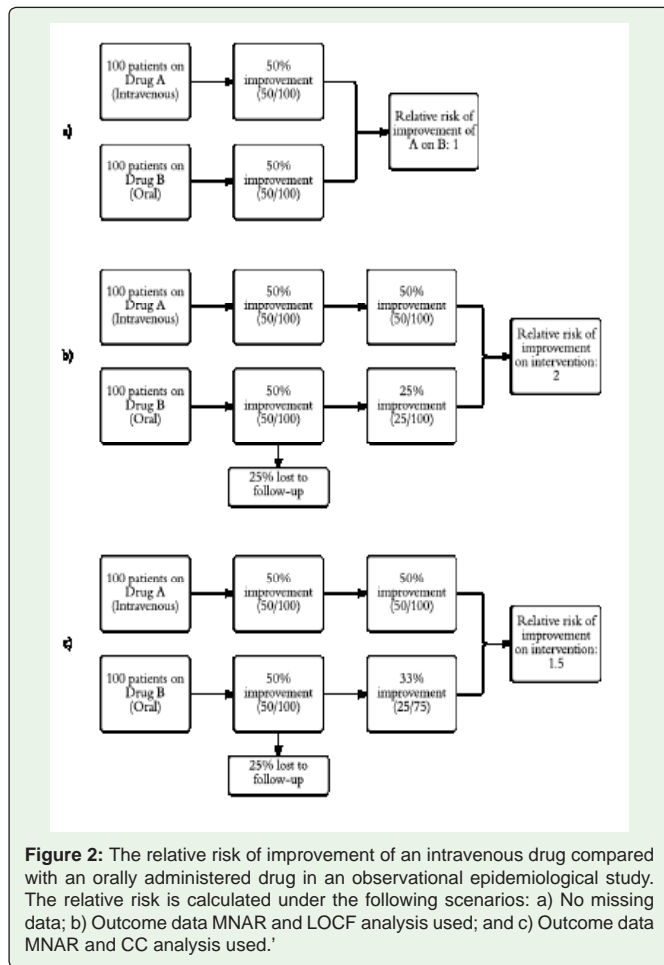 100 patients on
Drug A
(Intravenous)
50%
improvement
(50/100)
a)
Relative risk of
improvement of
A on B: 1
100 patients on
Drug B
(Oral)
50%
improvement
(50/100)
100 patients on
Drug A
(Intravenous)
50%
improvement
(50/100)
50%
improvement
(50/100)
b)
Relative risk of
improvement
on intervention:
2
100 patients on
Drug B
(Oral)
50%
improvement
(50/100)
25%
improvement
(25/100)
25% lost to
follow-up
100 patients on
Drug A
(Intravenous)
50%
improvement
(50/100)
50%
improvement
(50/100)
c)
Relative risk of
improvement
on intervention:
1.5
100 patients on
Drug B
(Oral)
50%
improvement
(50/100)
33%
improvement
(25/75)
25% lost to
follow-up
Figure 2: The relative risk of improvement of an intravenous drug compared
with an orally administered drug in an observational epidemiological study.
The relative risk is calculated under the following scenarios: a) No missing
data; b) Outcome data MNAR and LOCF analysis used; and c) Outcome data
MNAR and CC analysis used.'